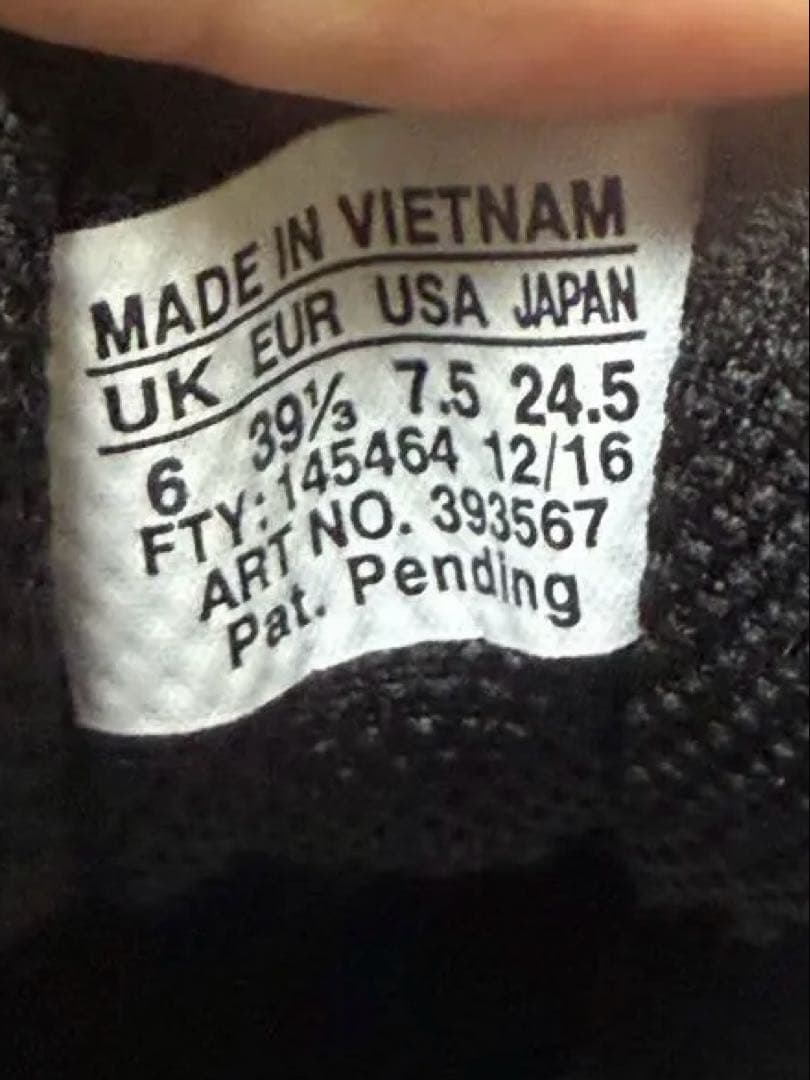 MADE IN VIETNAM
UK EUR USA JAPAN
6 39⅓ 7.5 24.5
FTY: 145464 12/16
ART NO. 393567
Pat. Pending